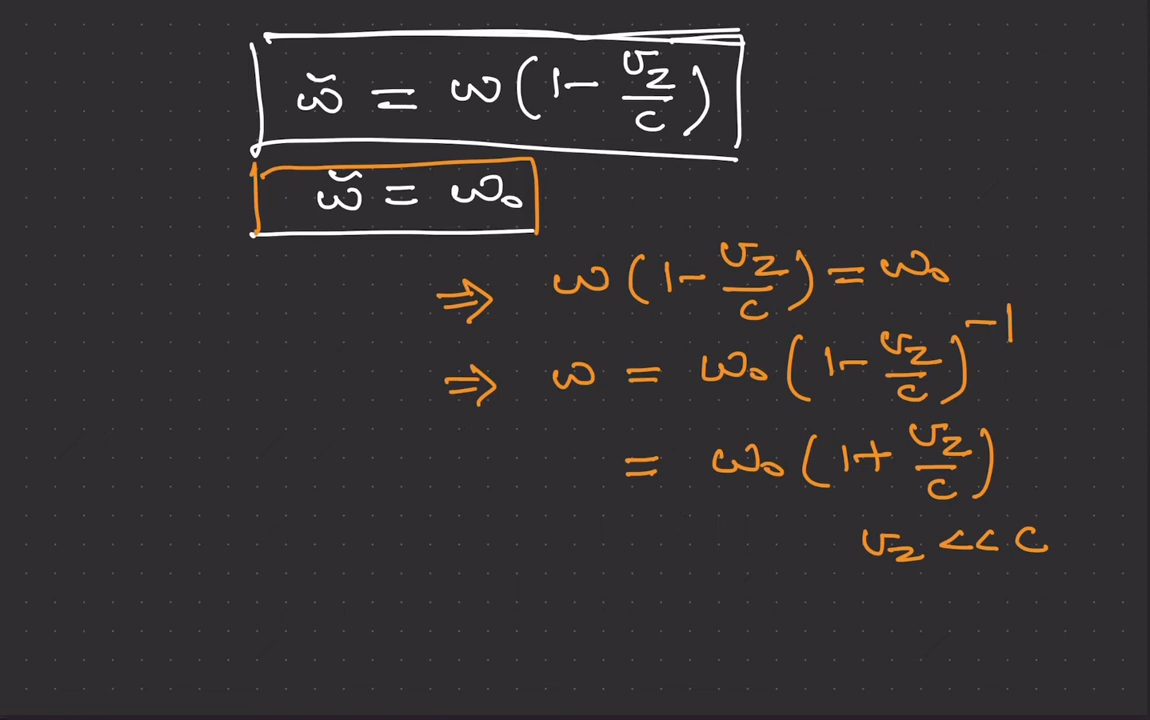 ω̃ = ω(1 - v_z/c)
ω̃ = ω₀
⇒ ω(1 - v_z/c) = ω₀
⇒ ω = ω₀(1 - v_z/c)⁻¹
= ω₀(1 + v_z/c)
v_z << c